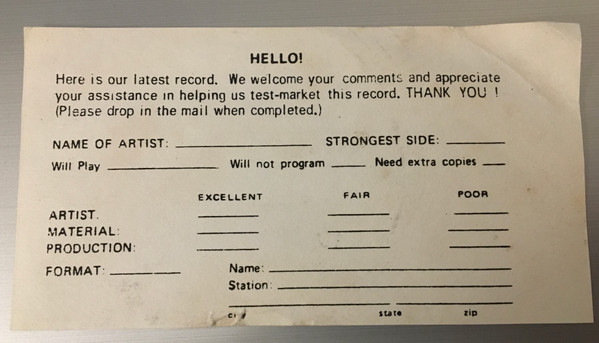 HELLO!
Here is our latest record. We welcome your comments and appreciate
your assistance in helping us test-market this record. THANK YOU !
(Please drop in the mail when completed.)
NAME OF ARTIST: STRONGEST SIDE:
Will Play Will not program Need extra copies
EXCELLENT FAIR POOR
ARTIST.
MATERIAL:
PRODUCTION:
FORMAT: Name:
Station:
city state zip